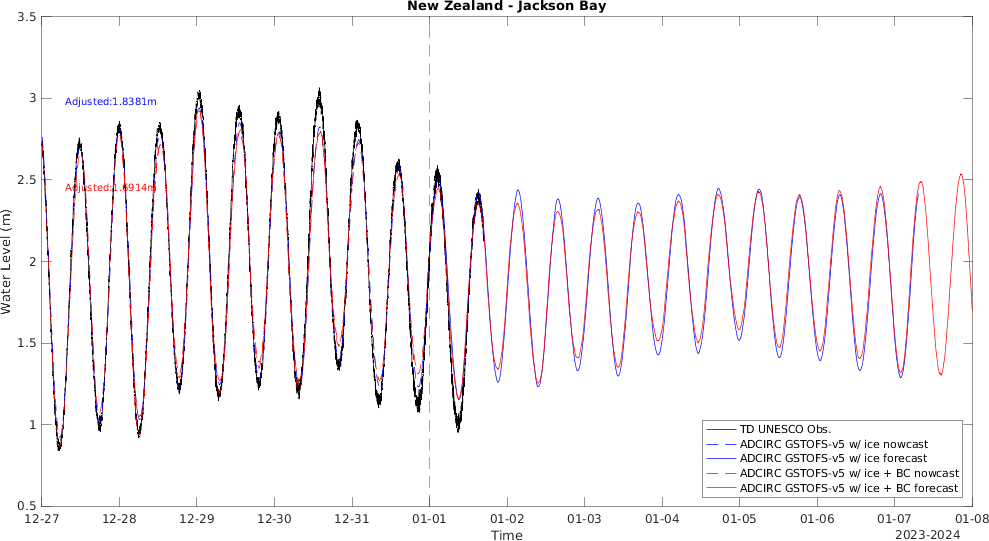 New Zealand - Jackson Bay
3.5
3
2.5
2
1.5
1
0.5
Water Level (m)
Adjusted:1.8381m
Adjusted:1.6914m
TD UNESCO Obs.
ADCIRC GSTOFS-v5 w/ ice nowcast
ADCIRC GSTOFS-v5 w/ ice forecast
ADCIRC GSTOFS-v5 w/ ice + BC nowcast
ADCIRC GSTOFS-v5 w/ ice + BC forecast
12-27 12-28 12-29 12-30 12-31 01-01 01-02 01-03 01-04 01-05 01-06 01-07 01-08
Time
2023-2024